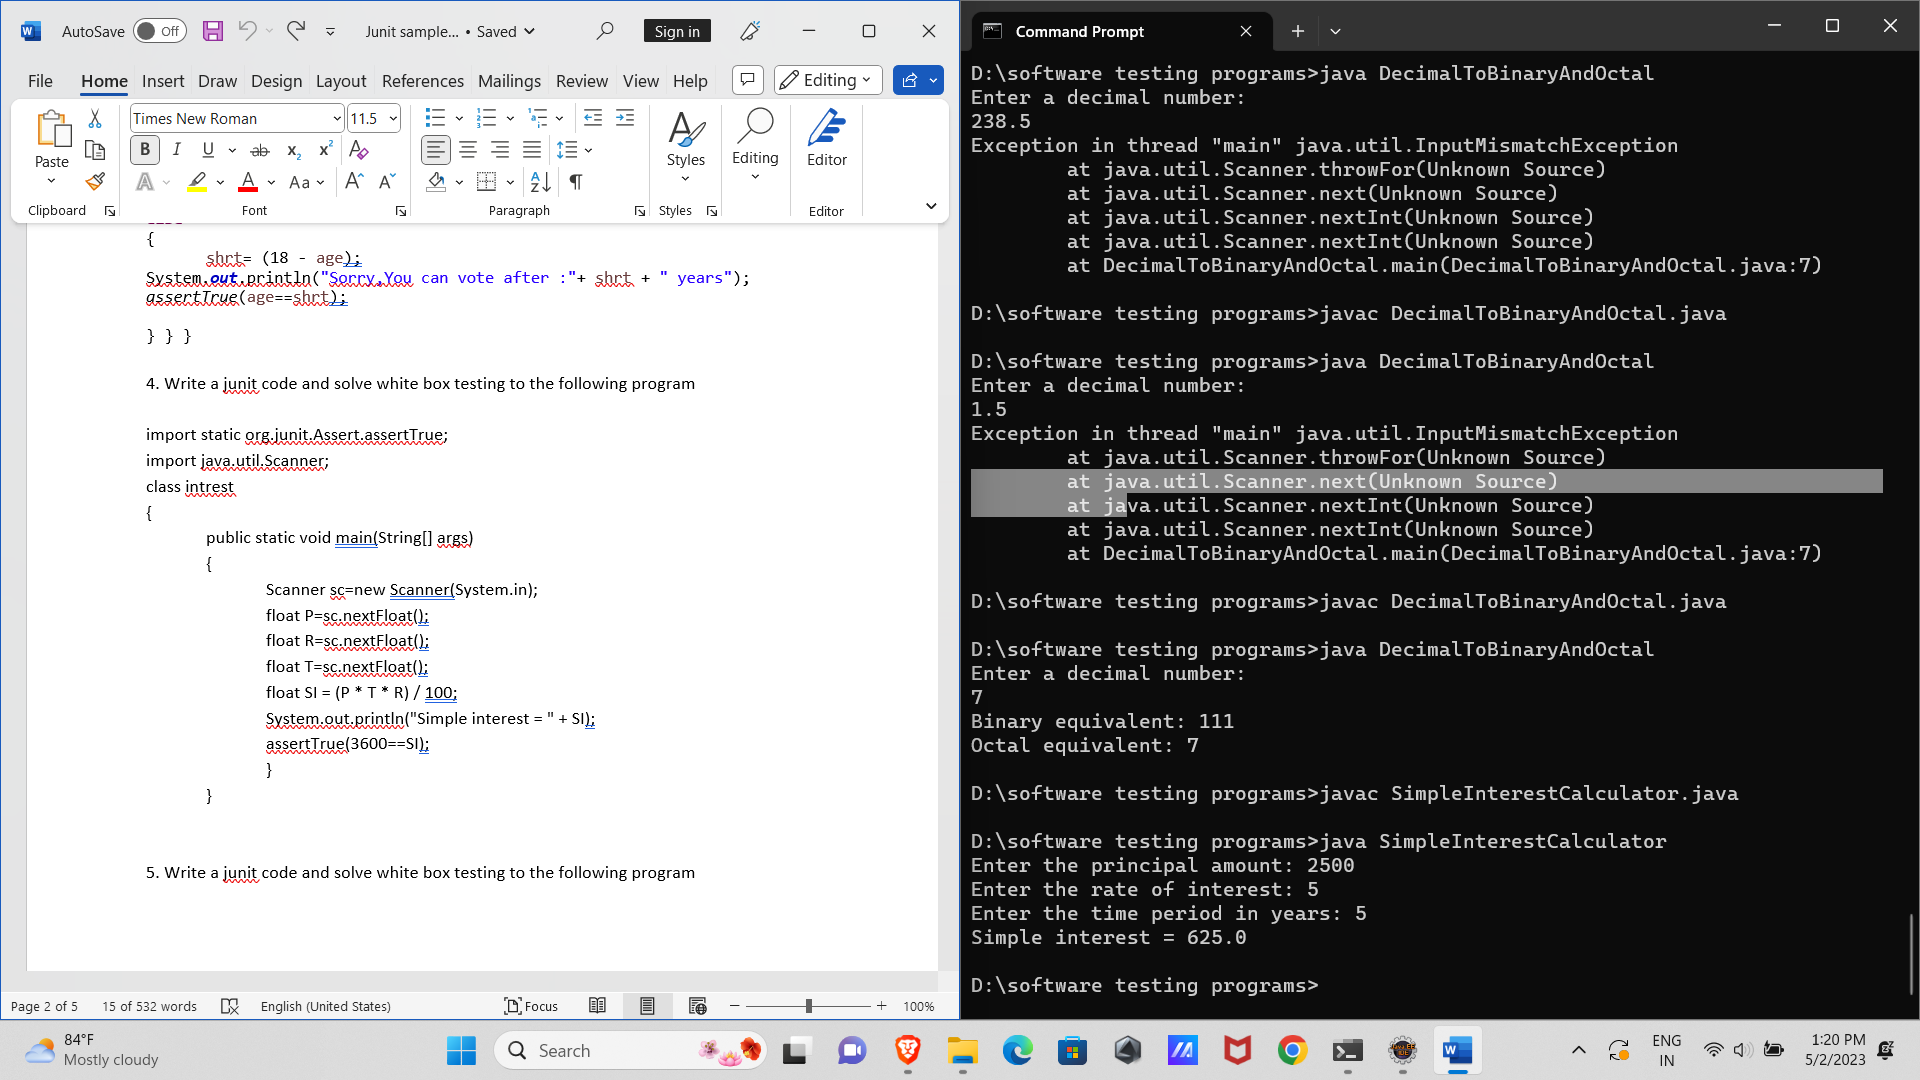 AutoSave Off Junit sample... • Saved Sign in
File Home Insert Draw Design Layout References Mailings Review View Help Editing
Times New Roman 11.5
Paste Styles Editing Editor
Clipboard Font Paragraph Styles Editor
{
shrt= (18 - age);
System.out.println("Sorry,You can vote after :"+ shrt + " years");
assertTrue(age==shrt);
} } }
4. Write a junit code and solve white box testing to the following program
import static org.junit.Assert.assertTrue;
import java.util.Scanner;
class intrest
{
public static void main(String[] args)
{
Scanner sc=new Scanner(System.in);
float P=sc.nextFloat();
float R=sc.nextFloat();
float T=sc.nextFloat();
float SI = (P * T * R) / 100;
System.out.println("Simple interest = " + SI);
assertTrue(3600==SI);
}
}
5. Write a junit code and solve white box testing to the following program
Page 2 of 5 15 of 532 words English (United States) Focus 100%
Command Prompt
D:\software testing programs>java DecimalToBinaryAndOctal
Enter a decimal number:
238.5
Exception in thread "main" java.util.InputMismatchException
at java.util.Scanner.throwFor(Unknown Source)
at java.util.Scanner.next(Unknown Source)
at java.util.Scanner.nextInt(Unknown Source)
at java.util.Scanner.nextInt(Unknown Source)
at DecimalToBinaryAndOctal.main(DecimalToBinaryAndOctal.java:7)
D:\software testing programs>javac DecimalToBinaryAndOctal.java
D:\software testing programs>java DecimalToBinaryAndOctal
Enter a decimal number:
1.5
Exception in thread "main" java.util.InputMismatchException
at java.util.Scanner.throwFor(Unknown Source)
at java.util.Scanner.next(Unknown Source)
at java.util.Scanner.nextInt(Unknown Source)
at java.util.Scanner.nextInt(Unknown Source)
at DecimalToBinaryAndOctal.main(DecimalToBinaryAndOctal.java:7)
D:\software testing programs>javac DecimalToBinaryAndOctal.java
D:\software testing programs>java DecimalToBinaryAndOctal
Enter a decimal number:
7
Binary equivalent: 111
Octal equivalent: 7
D:\software testing programs>javac SimpleInterestCalculator.java
D:\software testing programs>java SimpleInterestCalculator
Enter the principal amount: 2500
Enter the rate of interest: 5
Enter the time period in years: 5
Simple interest = 625.0
D:\software testing programs>
84°F
Mostly cloudy
Search
ENG
IN
1:20 PM
5/2/2023